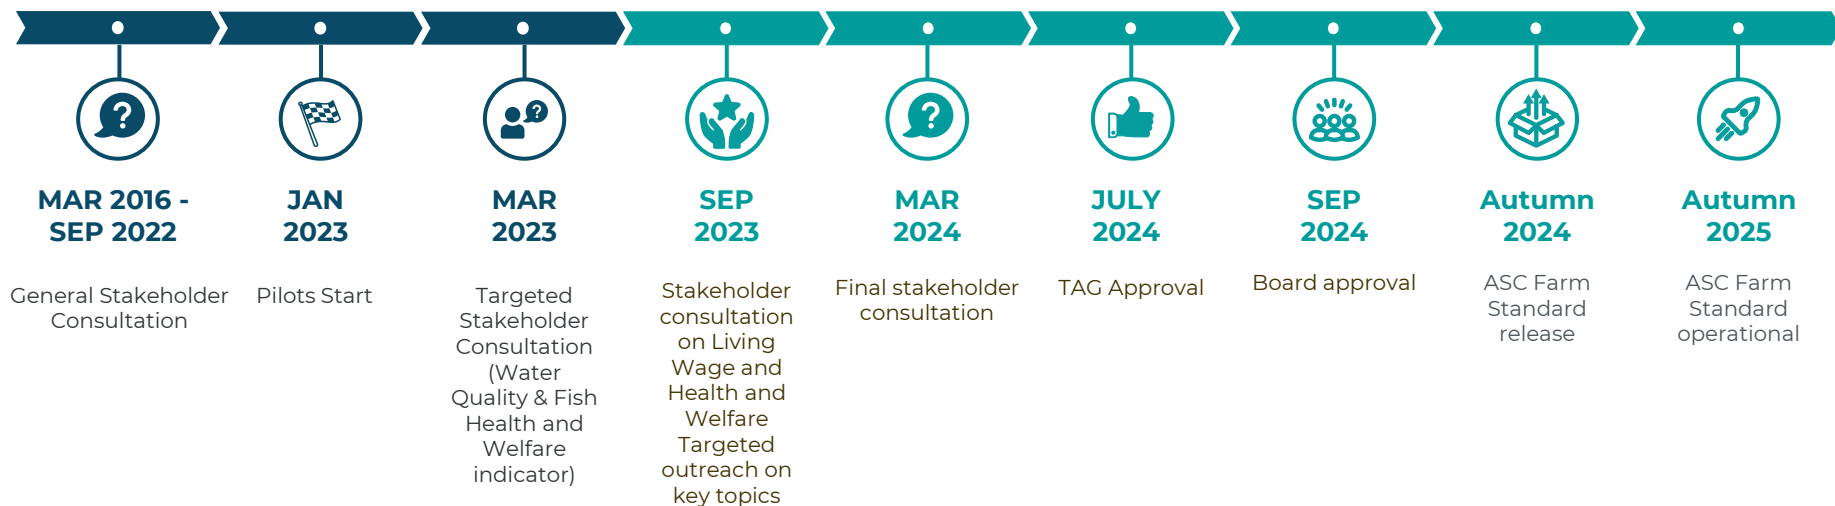 MAR 2016 -
SEP 2022
General Stakeholder
Consultation
JAN
2023
Pilots Start
MAR
2023
Targeted
Stakeholder
Consultation
(Water
Quality & Fish
Health and
Welfare
indicator)
SEP
2023
Stakeholder
consultation
on Living
Wage and
Health and
Welfare
Targeted
outreach on
key topics
MAR
2024
Final stakeholder
consultation
JULY
2024
TAG Approval
SEP
2024
Board approval
Autumn
2024
ASC Farm
Standard
release
Autumn
2025
ASC Farm
Standard
operational